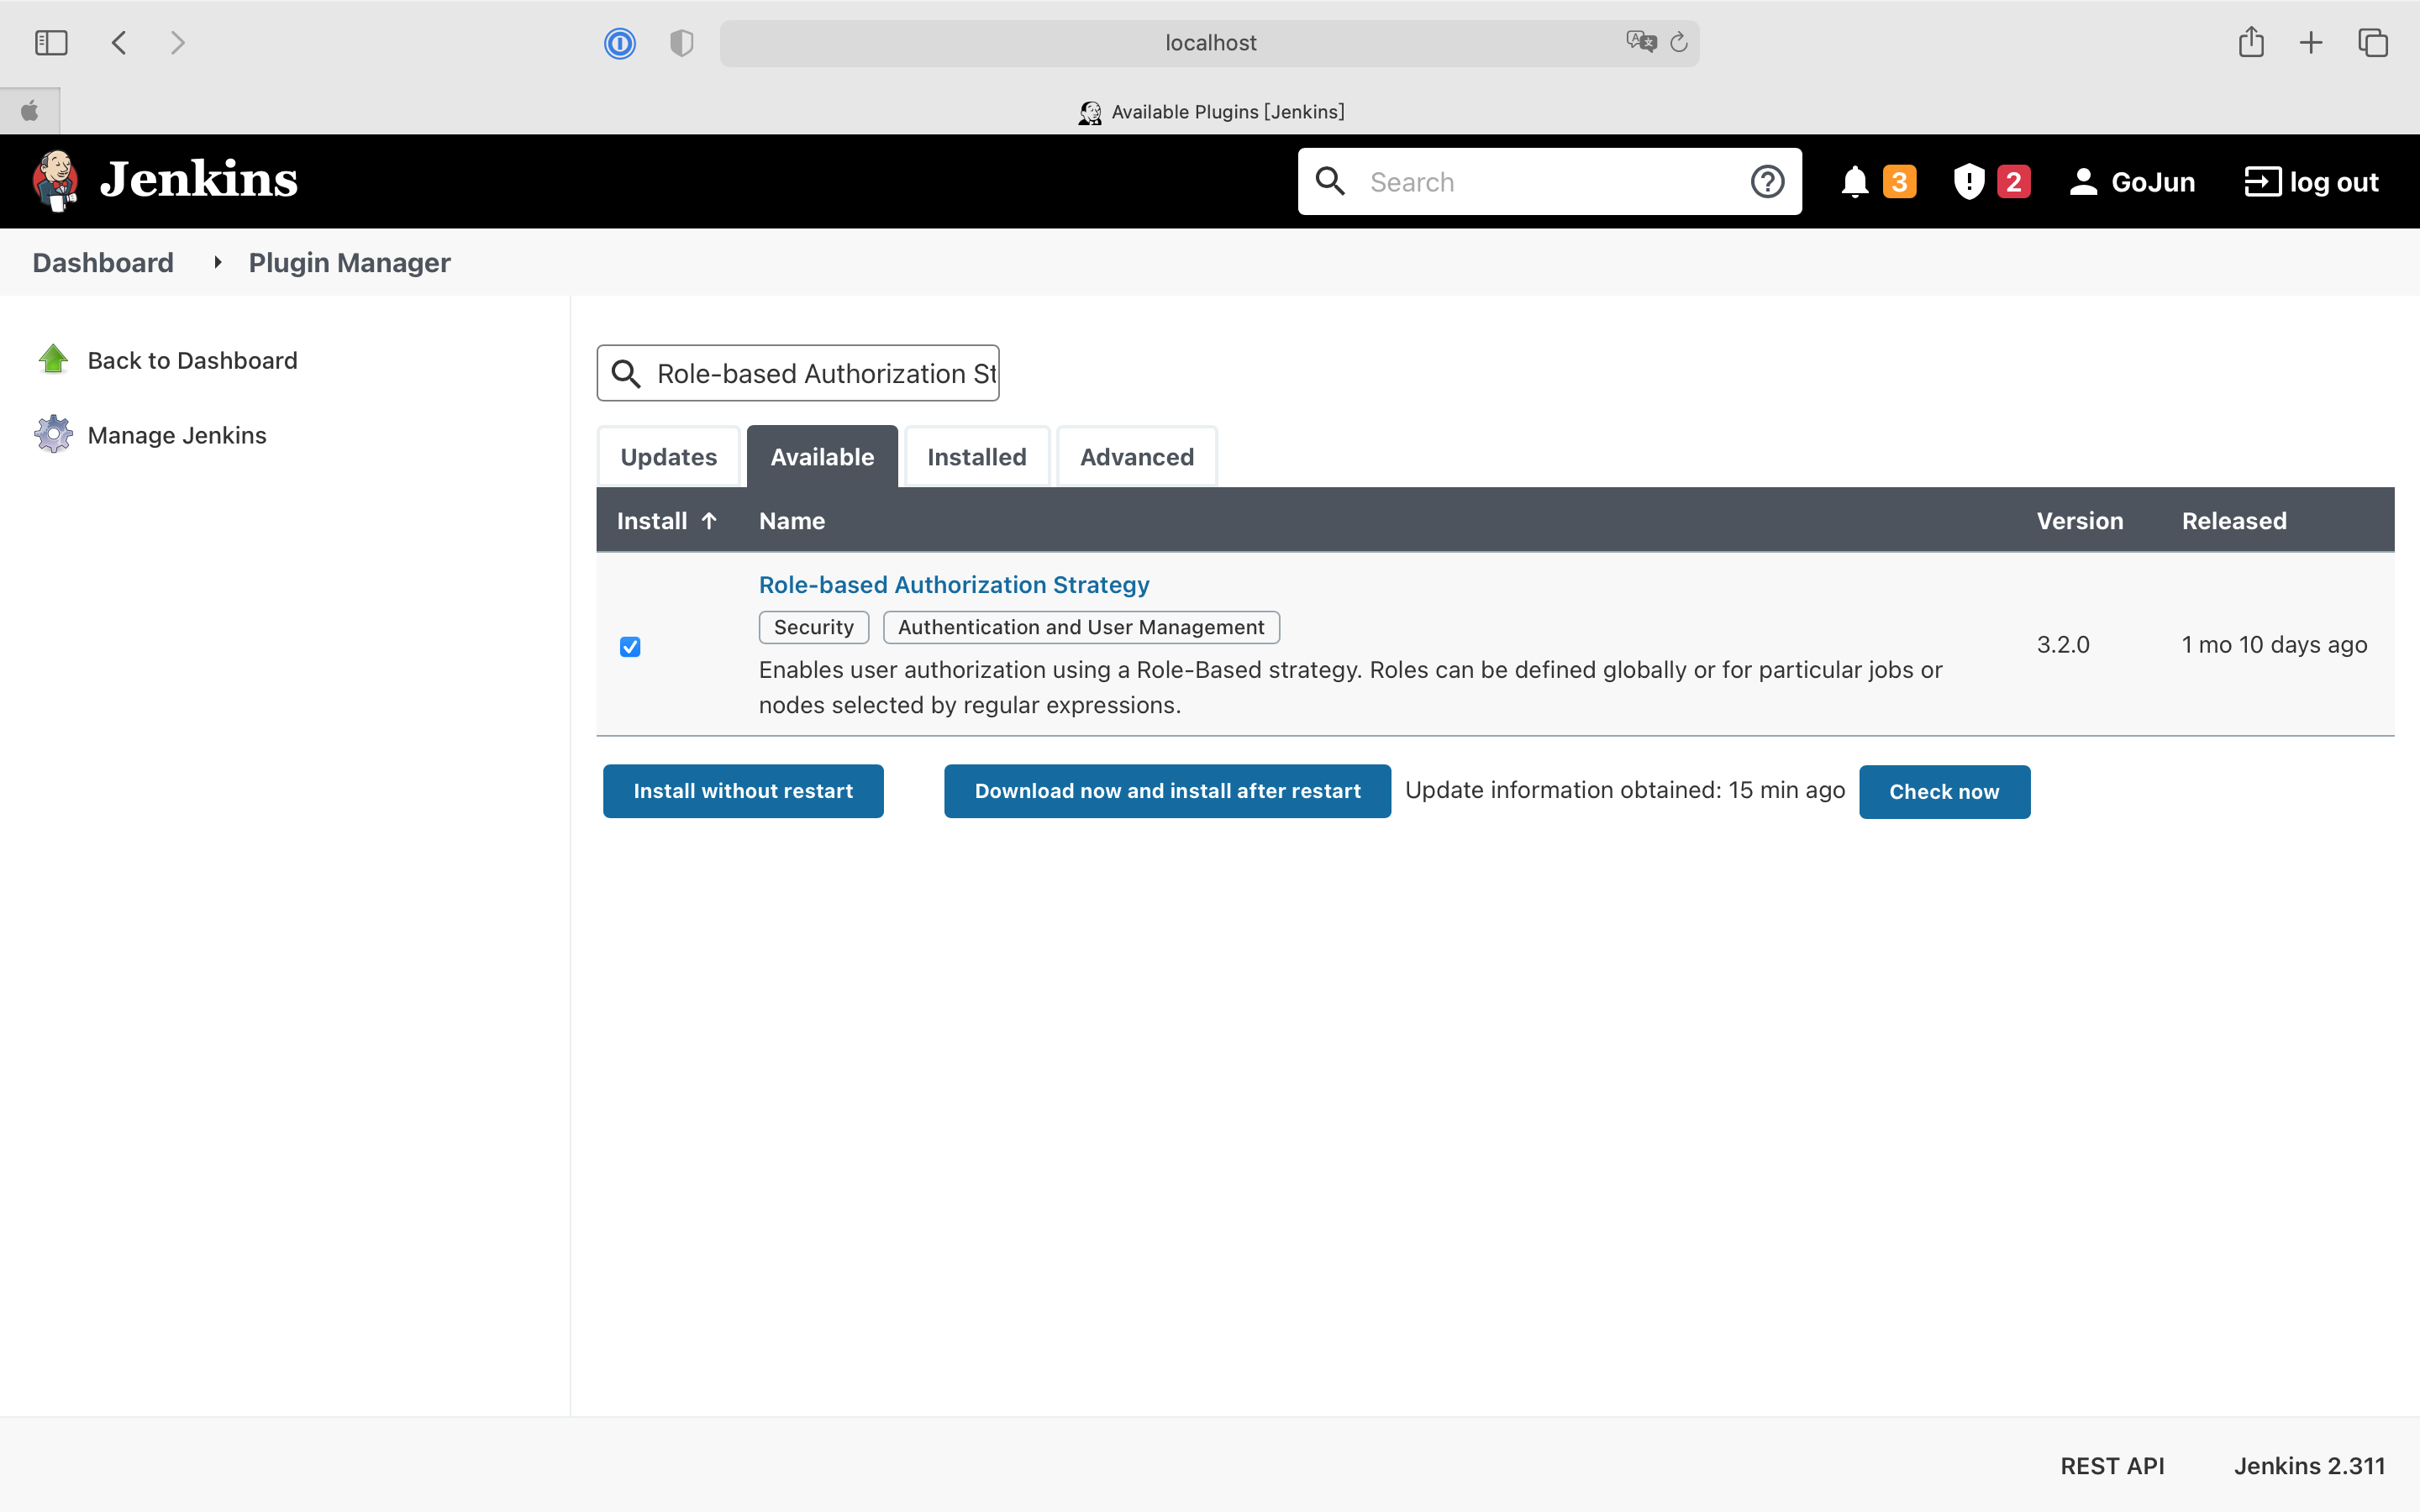 localhost
Available Plugins [Jenkins]
Jenkins
Search
3
2
GoJun
log out
Dashboard
Plugin Manager
Back to Dashboard
Manage Jenkins
Role-based Authorization St
Updates
Available
Installed
Advanced
Install ↑ Name Version Released
Role-based Authorization Strategy
Security
Authentication and User Management
Enables user authorization using a Role-Based strategy. Roles can be defined globally or for particular jobs or
nodes selected by regular expressions.
3.2.0
1 mo 10 days ago
Install without restart
Download now and install after restart
Update information obtained: 15 min ago
Check now
REST API
Jenkins 2.311